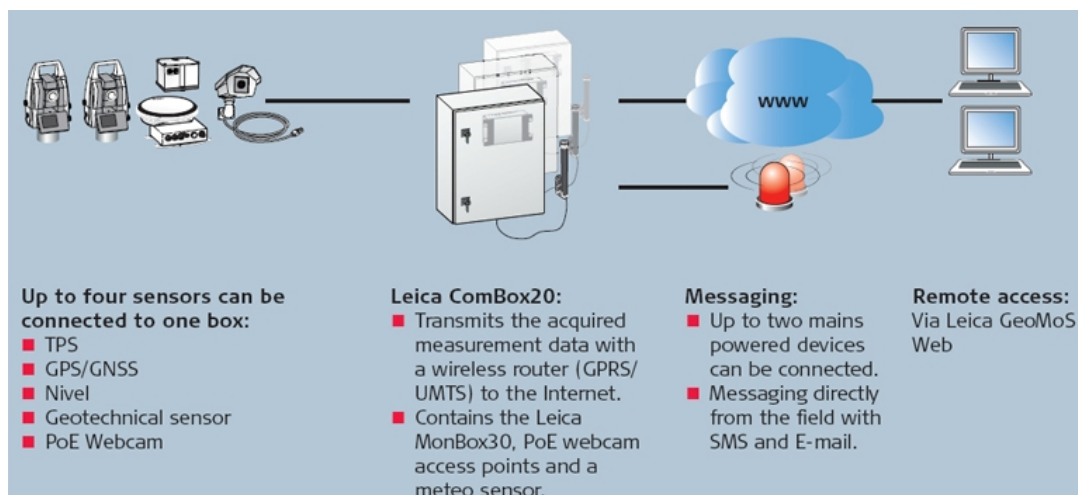 www
Up to four sensors can be
connected to one box:
TPS
GPS/GNSS
Nivel
Geotechnical sensor
PoE Webcam
Leica ComBox20:
Transmits the acquired
measurement data with
a wireless router (GPRS/
UMTS) to the Internet.
Contains the Leica
MonBox30, PoE webcam
access points and a
meteo sensor.
Messaging:
Up to two mains
powered devices
can be connected.
Messaging directly
from the field with
SMS and E-mail.
Remote access:
Via Leica GeoMoS
Web